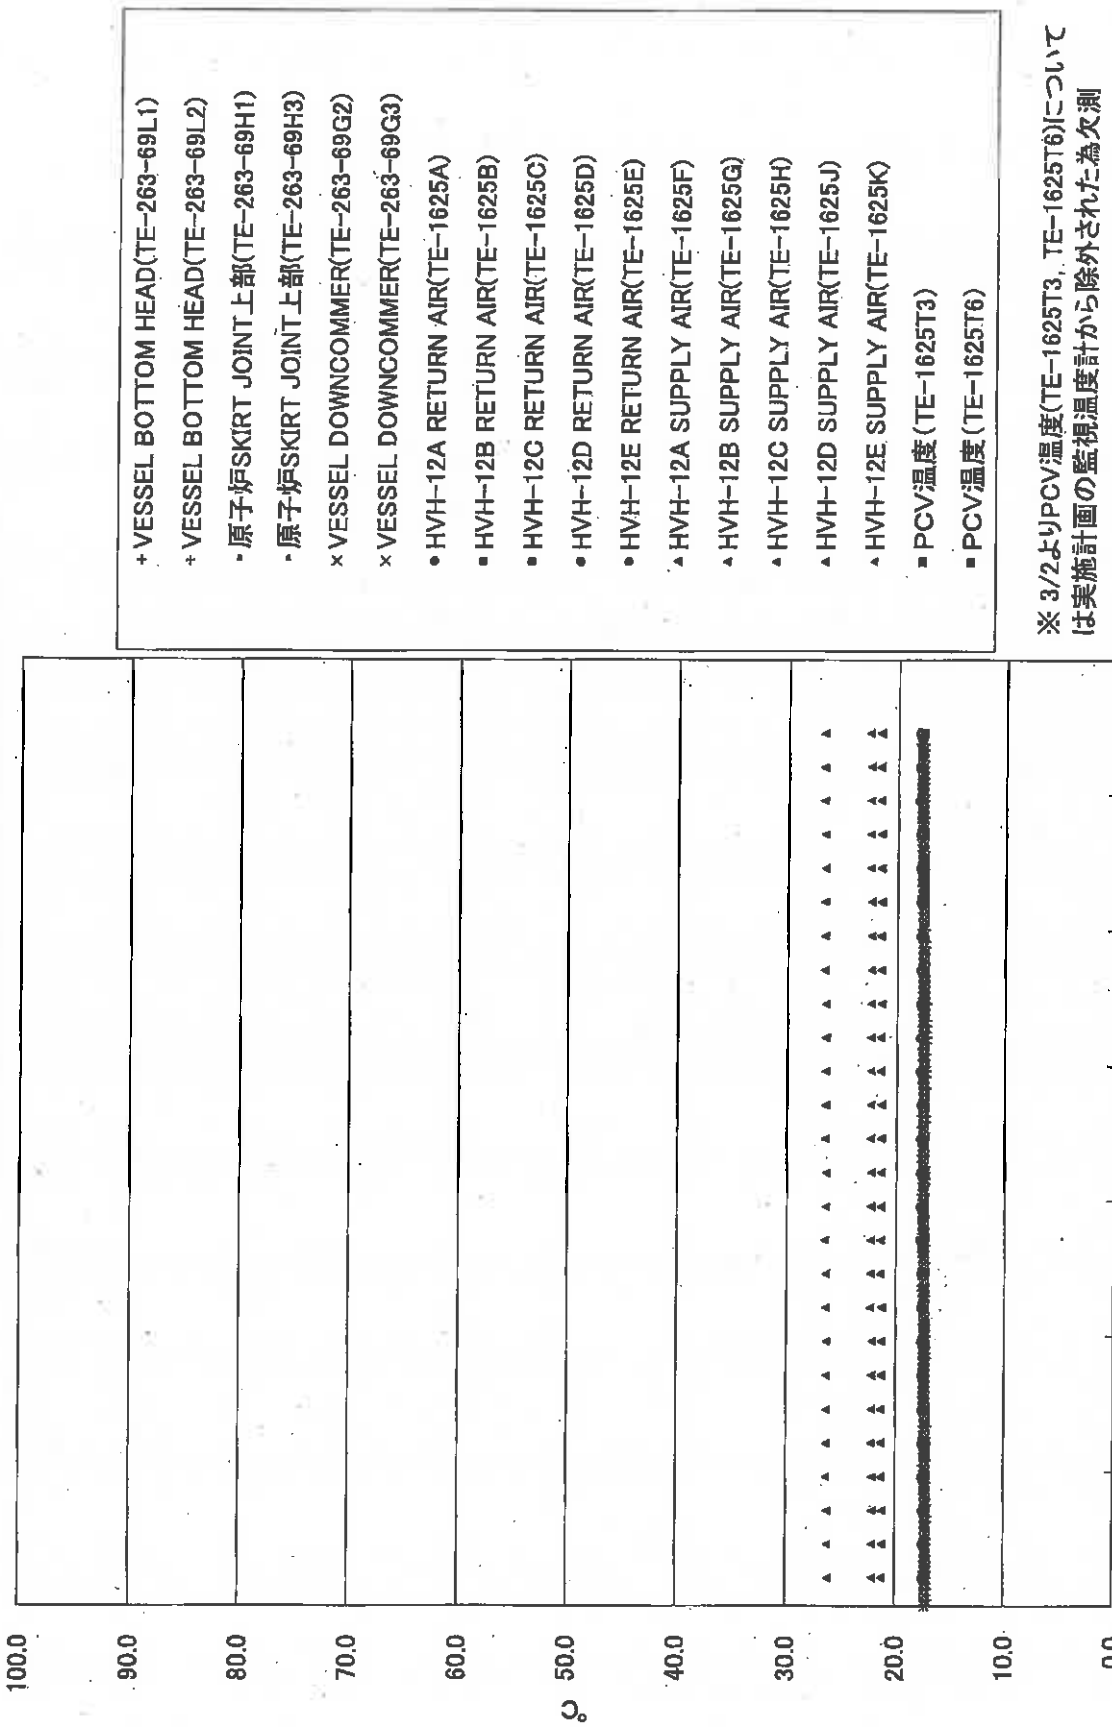 100.0
90.0
80.0
70.0
60.0
50.0
40.0
30.0
20.0
10.0
0.0
℃
+ VESSEL BOTTOM HEAD(TE-263-69L1)
+ VESSEL BOTTOM HEAD(TE-263-69L2)
- 原子炉SKIRT JOINT上部(TE-263-69H1)
- 原子炉SKIRT JOINT上部(TE-263-69H3)
× VESSEL DOWNCOMMER(TE-263-69G2)
× VESSEL DOWNCOMMER(TE-263-69G3)
● HVH-12A RETURN AIR(TE-1625A)
● HVH-12B RETURN AIR(TE-1625B)
● HVH-12C RETURN AIR(TE-1625C)
● HVH-12D RETURN AIR(TE-1625D)
● HVH-12E RETURN AIR(TE-1625E)
▲ HVH-12A SUPPLY AIR(TE-1625F)
▲ HVH-12B SUPPLY AIR(TE-1625G)
▲ HVH-12C SUPPLY AIR(TE-1625H)
▲ HVH-12D SUPPLY AIR(TE-1625J)
▲ HVH-12E SUPPLY AIR(TE-1625K)
■ PCV温度(TE-1625T3)
■ PCV温度(TE-1625T6)
※ 3/2よりPCV温度(TE-1625T3, TE-1625T6)について
は実施計画の監視温度計から除外された為欠測